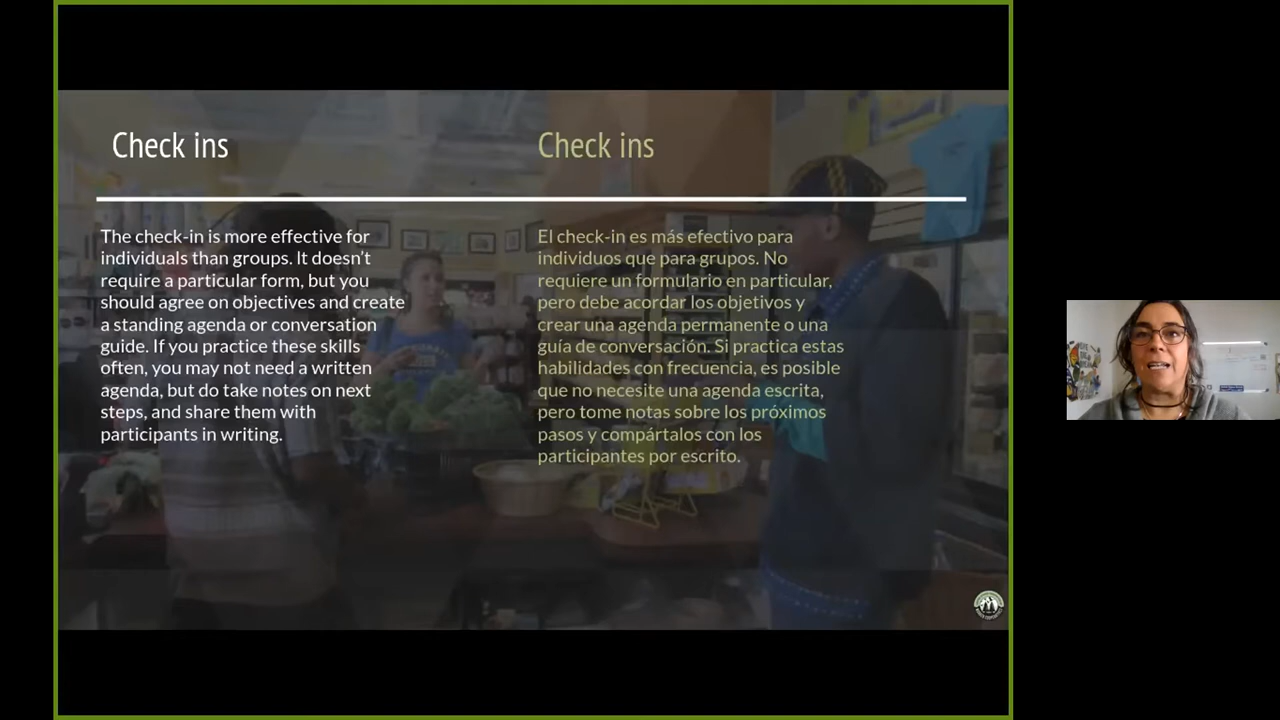 Check ins
The check-in is more effective for
individuals than groups. It doesn't
require a particular form, but you
should agree on objectives and create
a standing agenda or conversation
guide. If you practice these skills
often, you may not need a written
agenda, but do take notes on next
steps, and share them with
participants in writing.
Check ins
El check-in es más efectivo para
individuos que para grupos. No
requiere un formulario en particular,
pero debe acordar los objetivos y
crear una agenda permanente o una
guía de conversación. Si practica estas
habilidades con frecuencia, es posible
que no necesite una agenda escrita,
pero tome notas sobre los próximos
pasos y compártalos con los
participantes por escrito.